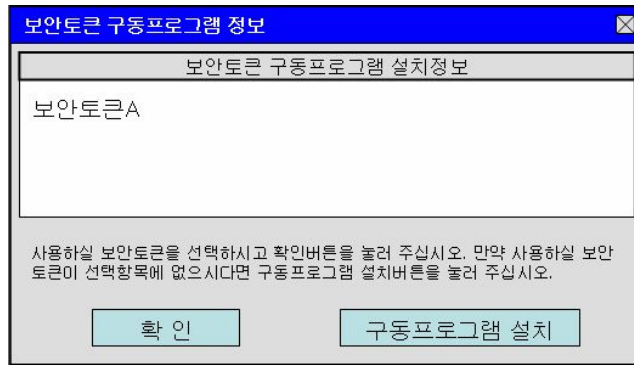 보안토큰 구동프로그램 정보
보안토큰 구동프로그램 설치정보
보안토큰A
사용하실 보안토큰을 선택하시고 확인버튼을 눌러 주십시오. 만약 사용하실 보안
토큰이 선택항목에 없으시다면 구동프로그램 설치버튼을 눌러 주십시오.
확 인
구동프로그램 설치